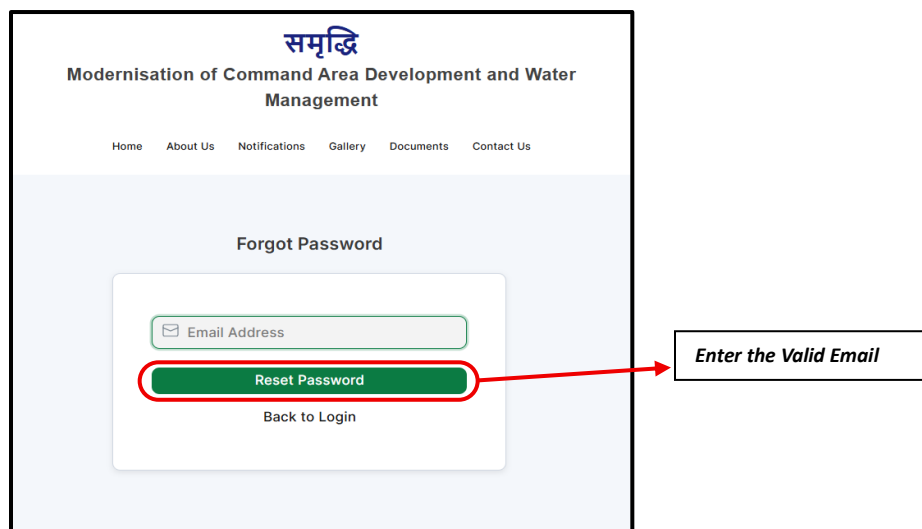 समृद्धि
Modernisation of Command Area Development and Water
Management
Home About Us Notifications Gallery Documents Contact Us
Forgot Password
Email Address
Reset Password
Enter the Valid Email
Back to Login